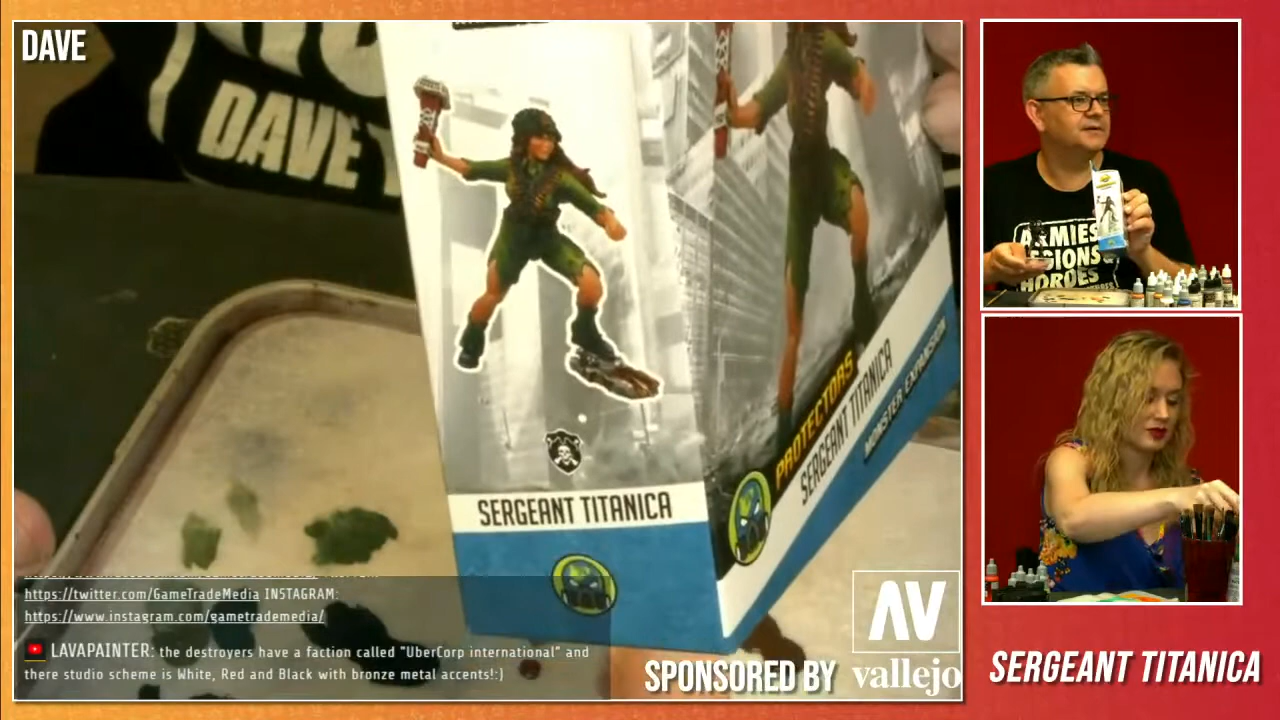 DAVE
DAVE
SERGEANT TITANICA
PROTECTORS
SERGEANT TITANICA
MONSTER EXPANSION
ARMIES
LEGIONS
HORDES
https://twitter.com/GameTradeMedia INSTAGRAM:
https://www.instagram.com/gametrademedia/
LAVAPAINTER: the destroyers have a faction called "UberCorp international" and
there studio scheme is White, Red and Black with bronze metal accents!:)
SPONSORED BY
AV
vallejo
SERGEANT TITANICA